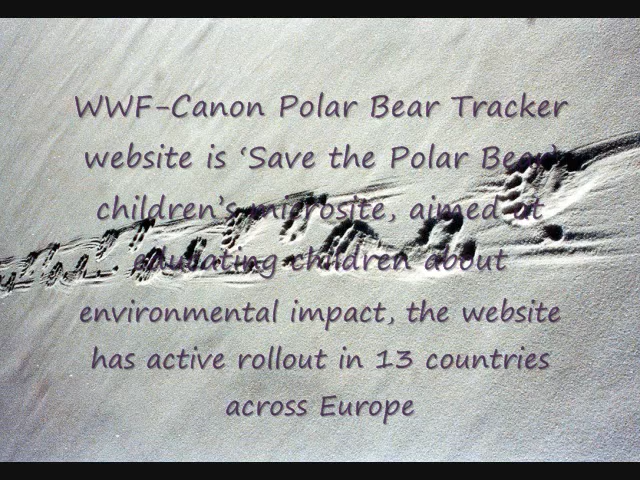 WWF-Canon Polar Bear Tracker
website is ‘Save the Polar Bear’
children’s microsite, aimed at
educating children about
environmental impact, the website
has active rollout in 13 countries
across Europe